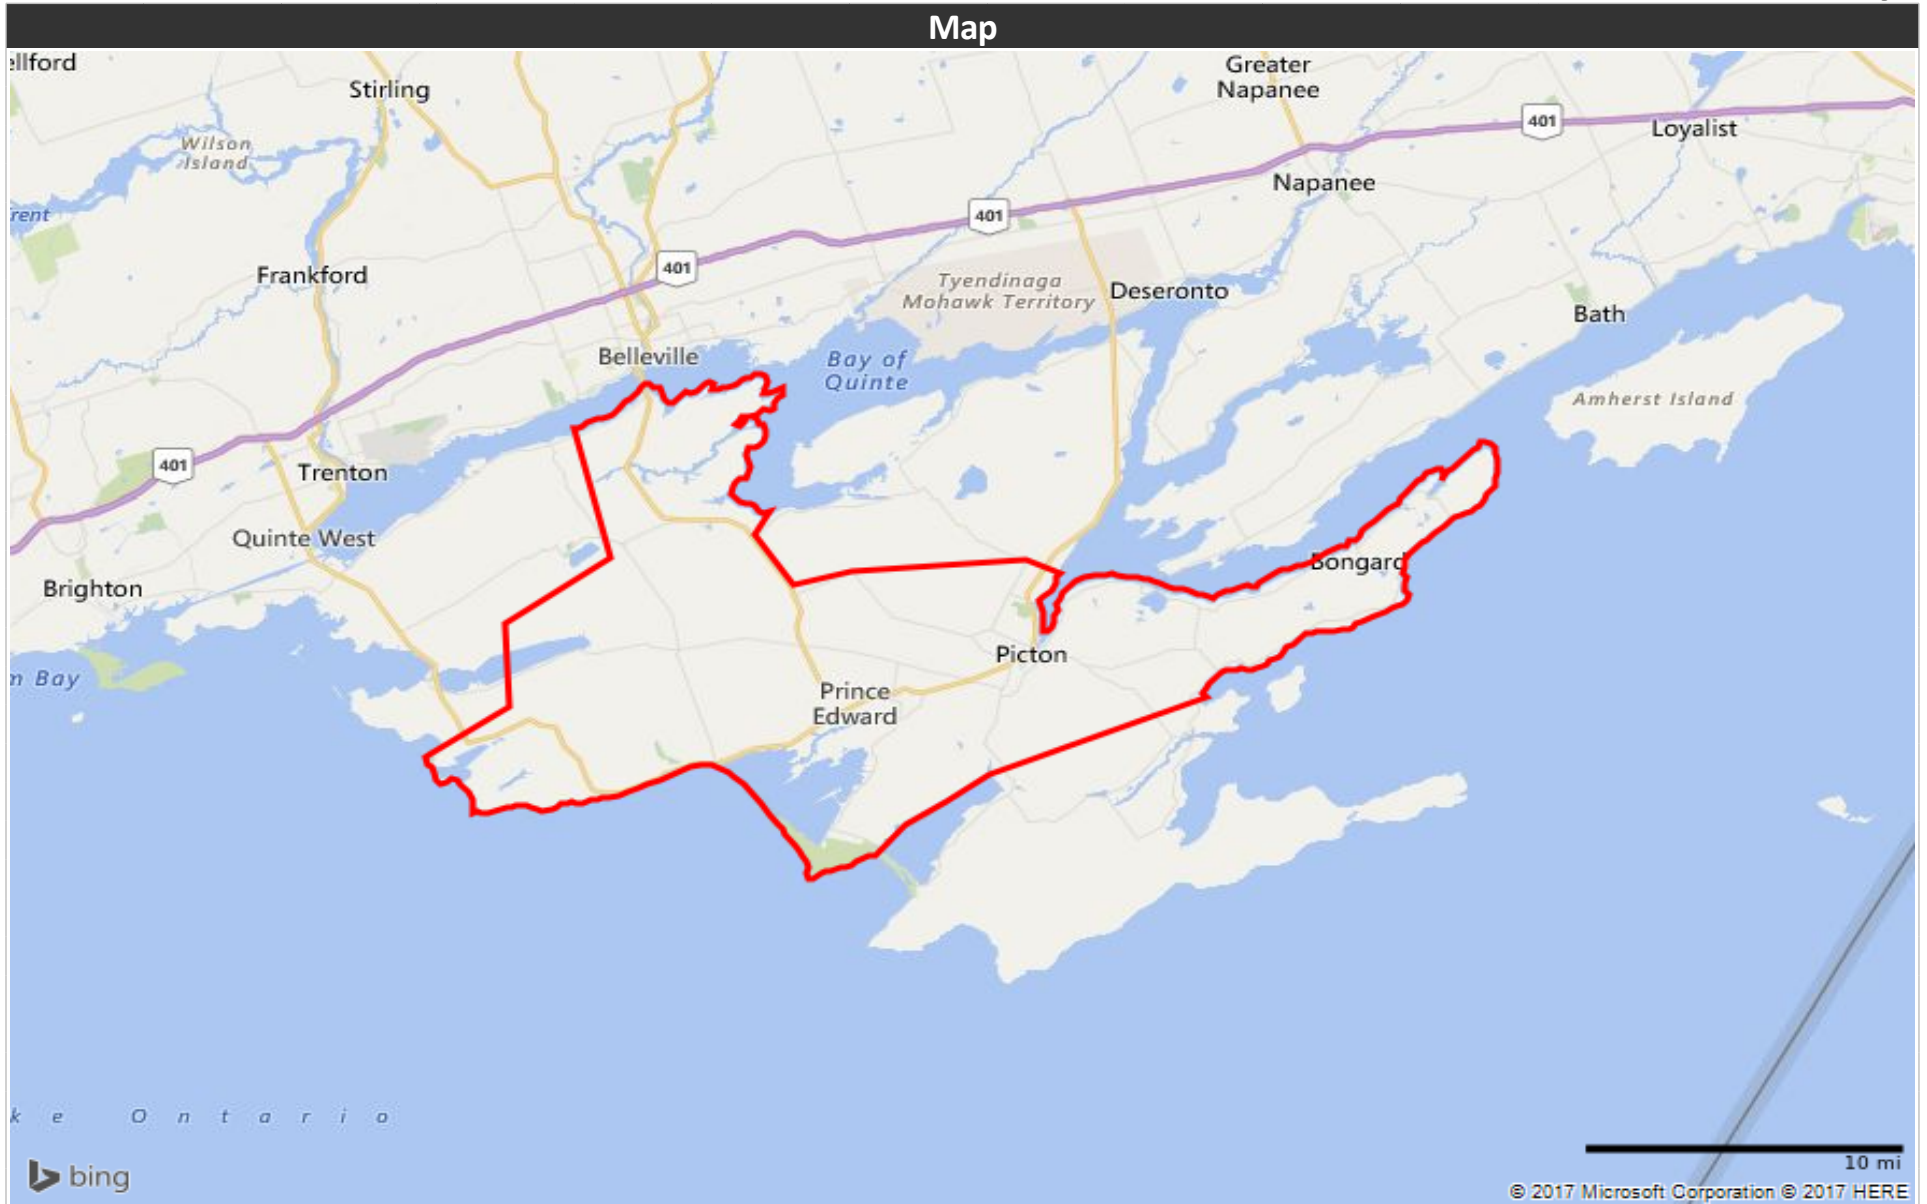 Map
ellford
Stirling
Greater
Napanee
401
Loyalist
Wilson
Island
Napanee
rent
401
401
Frankford
Tyendinaga
Mohawk Territory
Deseronto
Bath
Belleville
Bay of
Quinte
Amherst Island
401
Trenton
Quinte West
Bongard
Brighton
Picton
m Bay
Prince
Edward
k e Ontario
bing
10 mi
© 2017 Microsoft Corporation © 2017 HERE